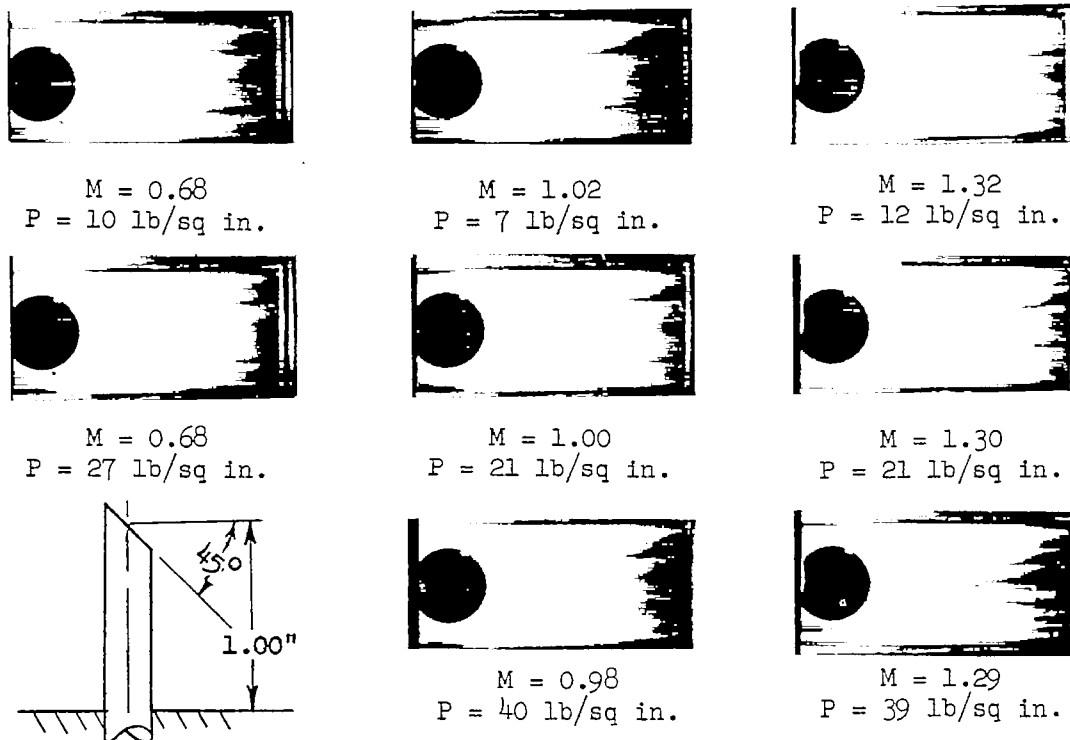 M = 0.68
P = 10 lb/sq in.
M = 1.02
P = 7 lb/sq in.
M = 1.32
P = 12 lb/sq in.
M = 0.68
P = 27 lb/sq in.
M = 1.00
P = 21 lb/sq in.
M = 1.30
P = 21 lb/sq in.
45.0
1.00"
M = 0.98
P = 40 lb/sq in.
M = 1.29
P = 39 lb/sq in.